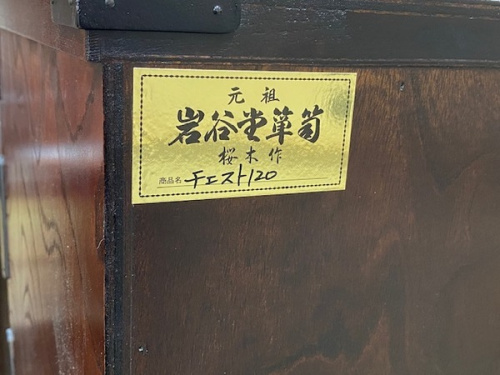 元祖
岩谷堂箪笥
桜木作
商品名 チェスト120